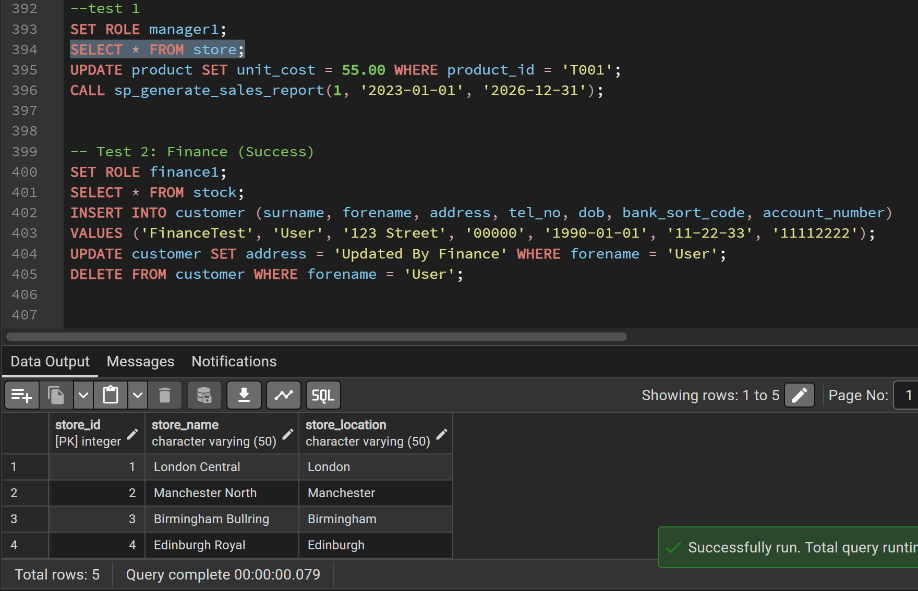 392 --test 1
393 SET ROLE manager1;
394 SELECT * FROM store;
395 UPDATE product SET unit_cost = 55.00 WHERE product_id = 'T001';
396 CALL sp_generate_sales_report(1, '2023-01-01', '2026-12-31');
397
398
399 -- Test 2: Finance (Success)
400 SET ROLE finance1;
401 SELECT * FROM stock;
402 INSERT INTO customer (surname, forename, address, tel_no, dob, bank_sort_code, account_number)
403 VALUES ('FinanceTest', 'User', '123 Street', '00000', '1990-01-01', '11-22-33', '11112222');
404 UPDATE customer SET address = 'Updated By Finance' WHERE forename = 'User';
405 DELETE FROM customer WHERE forename = 'User';
406
407
Data Output Messages Notifications
SQL Showing rows: 1 to 5 Page No: 1
store_id store_name store_location
[PK] integer character varying (50) character varying (50)
1 1 London Central London
2 2 Manchester North Manchester
3 3 Birmingham Bullring Birmingham
4 4 Edinburgh Royal Edinburgh
Successfully run. Total query
Total rows: 5 Query complete 00:00:00.079